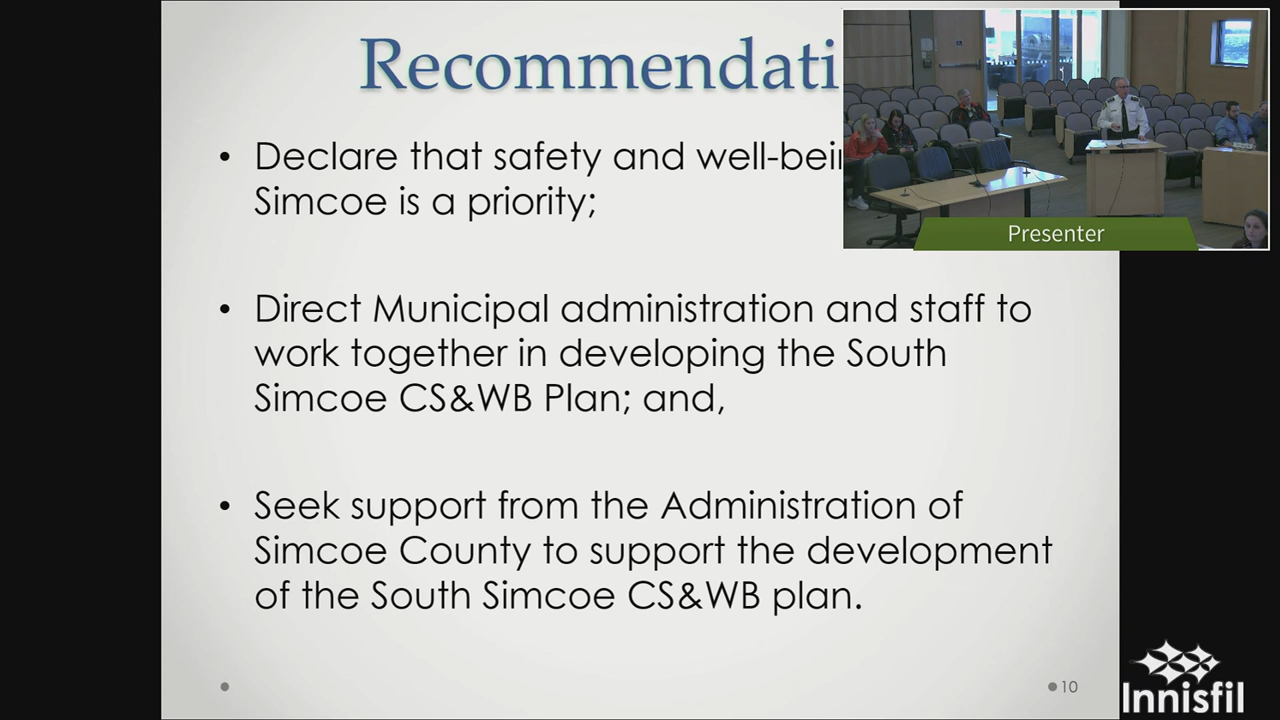 Recommendati
• Declare that safety and well-bei
Simcoe is a priority;
• Direct Municipal administration and staff to
work together in developing the South
Simcoe CS&WB Plan; and,
• Seek support from the Administration of
Simcoe County to support the development
of the South Simcoe CS&WB plan.
Presenter
10
Innisfil